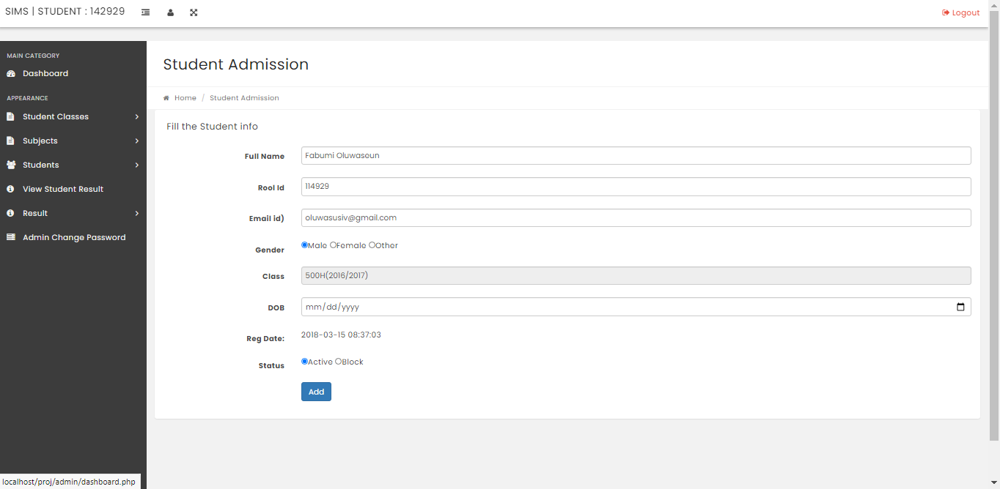 SIMS | STUDENT : 142929
Logout
MAIN CATEGORY
Dashboard
APPEARANCE
Student Classes
Subjects
Students
View Student Result
Result
Admin Change Password
Student Admission
Home / Student Admission
Fill the Student info
Full Name Fabumi Oluwaseun
Rool Id 114929
Email id) oluwasusiv@gmail.com
Gender Male Female Other
Class 500H(2016/2017)
DOB mm/dd/yyyy
Reg Date: 2018-03-15 08:37:03
Status Active Block
Add
localhost/proj/admin/dashboard.php